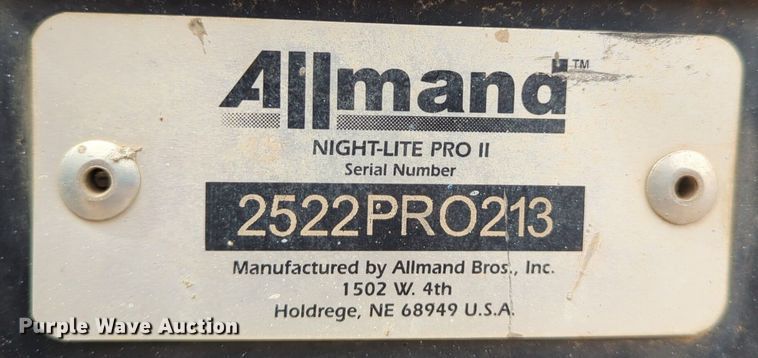 Allmand™
NIGHT-LITE PRO II
Serial Number
2522PRO213
Manufactured by Allmand Bros., Inc.
1502 W. 4th
Holdrege, NE 68949 U.S.A.
Purple Wave Auction